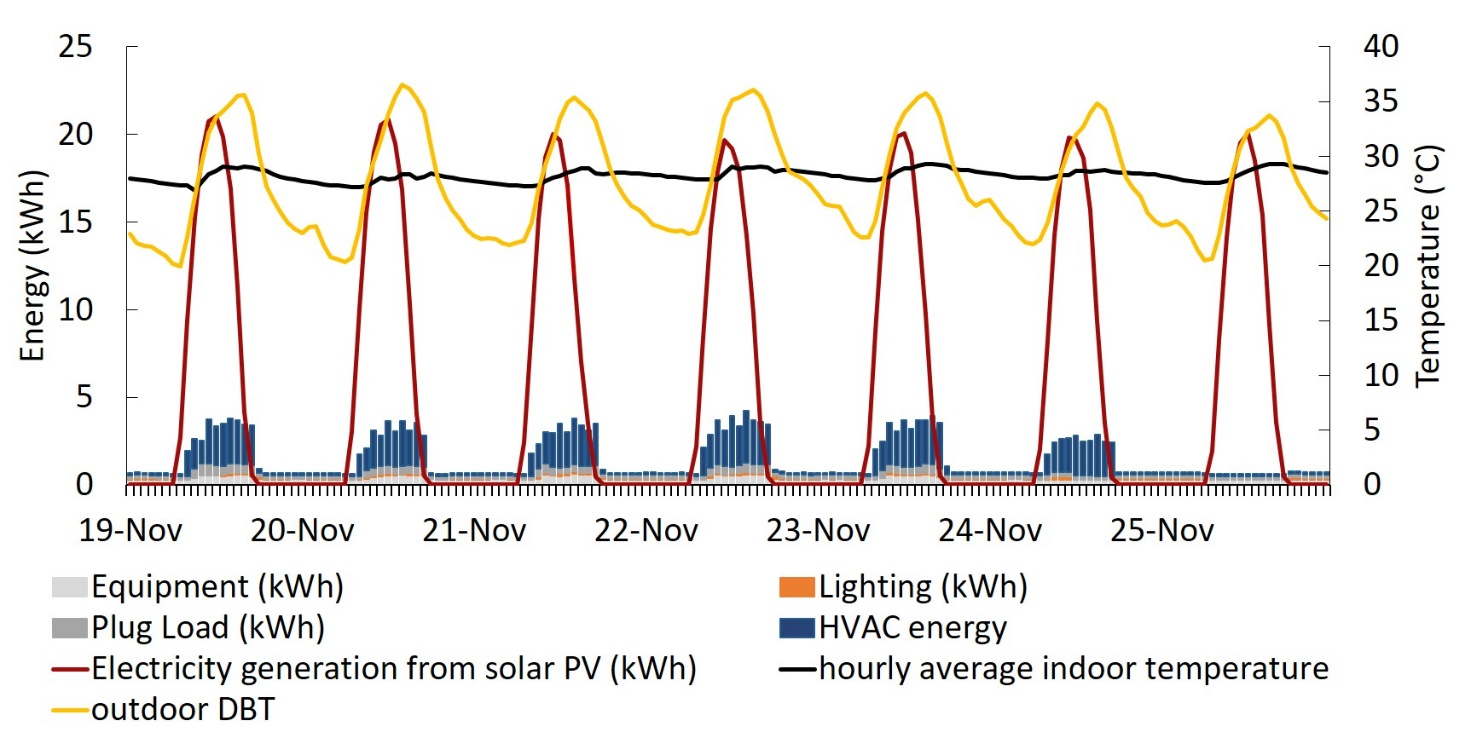 25
20
15
10
5
0
Energy (kWh)
40
35
30
25
20
15
10
5
0
Temperature (°C)
19-Nov 20-Nov 21-Nov 22-Nov 23-Nov 24-Nov 25-Nov
Equipment (kWh) Lighting (kWh)
Plug Load (kWh) HVAC energy
Electricity generation from solar PV (kWh) hourly average indoor temperature
outdoor DBT